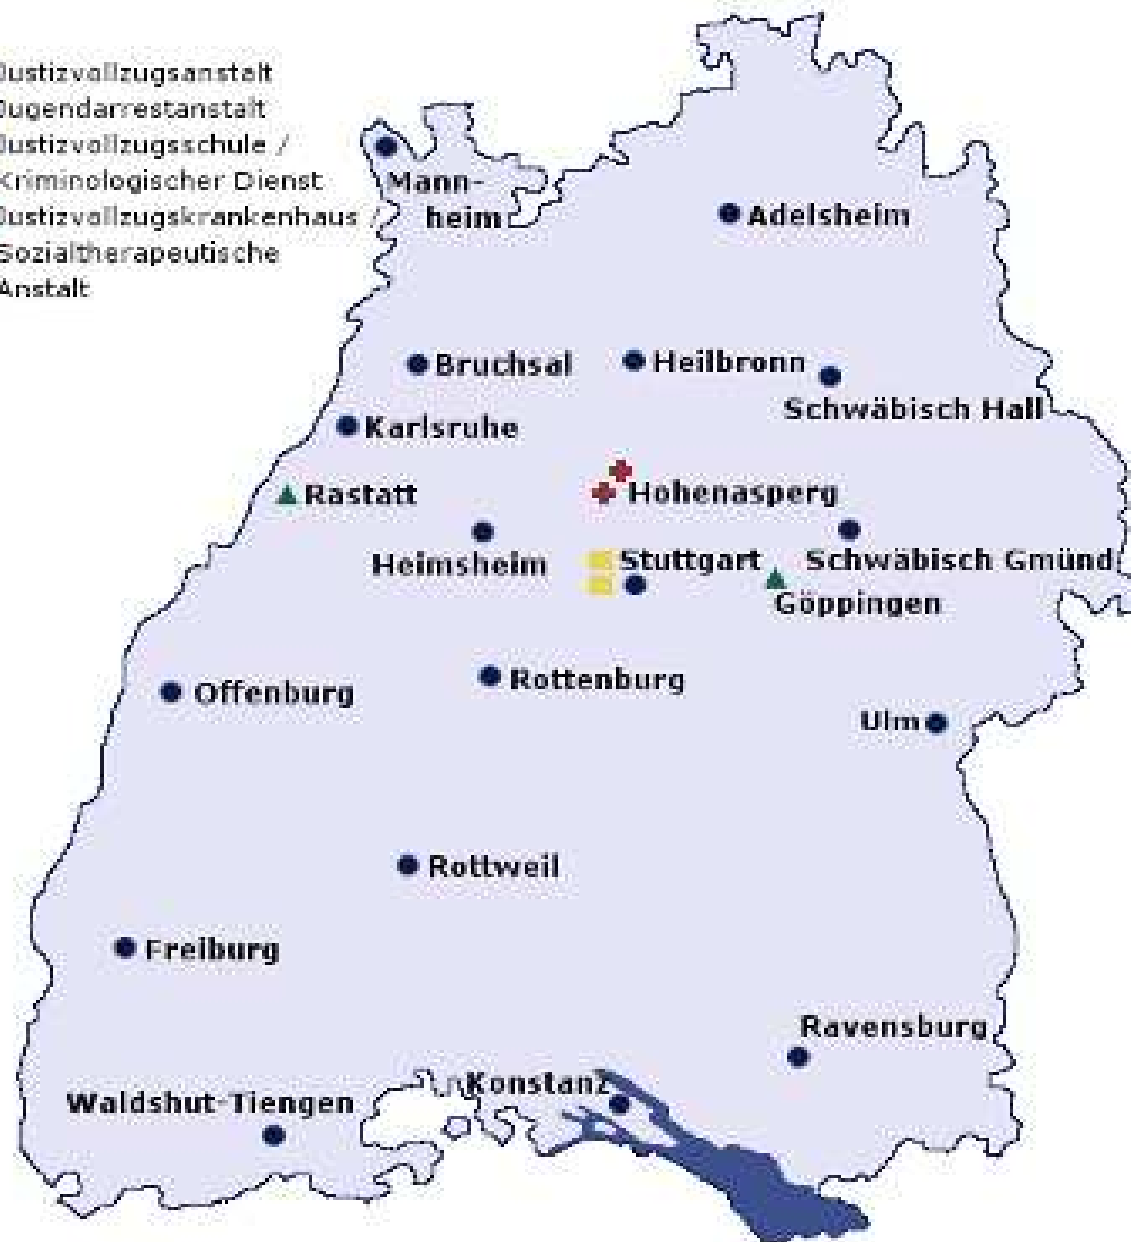 Justizvollzugsanstalt
Jugendarrestanstalt
Justizvollzugsschule /
Kriminologischer Dienst
Justizvollzugskrankenhaus /
Sozialtherapeutische
Anstalt
Mann-
heim
Adelsheim
Bruchsal
Heilbronn
Schwäbisch Hall
Karlsruhe
Rastatt
Hohenasperg
Heimsheim
Stuttgart
Schwäbisch Gmünd
Göppingen
Offenburg
Rottenburg
Ulm
Rottweil
Freiburg
Ravensburg
Konstanz
Waldshut-Tiengen